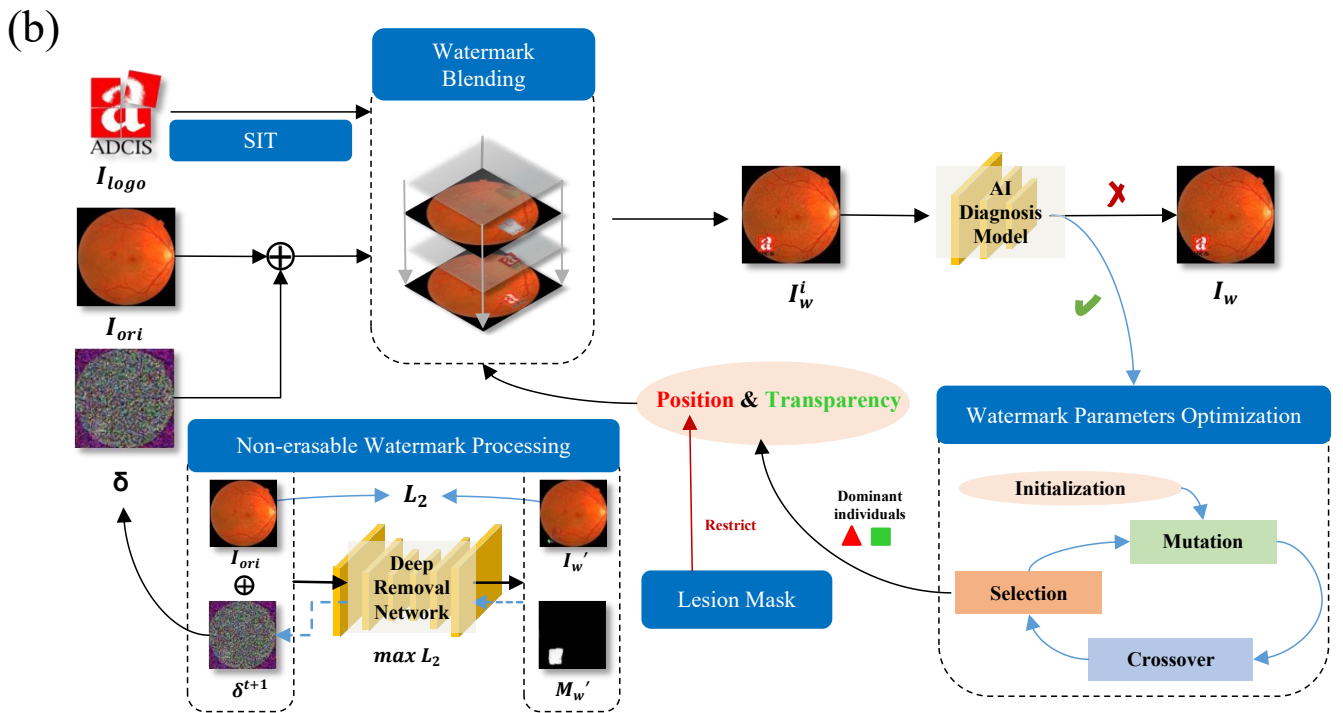 (b)
Watermark
Blending
a
ADCIS
SIT
I_logo
I_ori
⊕
I_w^i
AI
Diagnosis
Model
✗
✔
I_w
Position & Transparency
Watermark Parameters Optimization
Non-erasable Watermark Processing
δ
L_2
I_ori
⊕
δ^{t+1}
Deep
Removal
Network
max L_2
I_w'
M_w'
Restrict
Lesion Mask
Dominant
individuals
Initialization
Mutation
Selection
Crossover